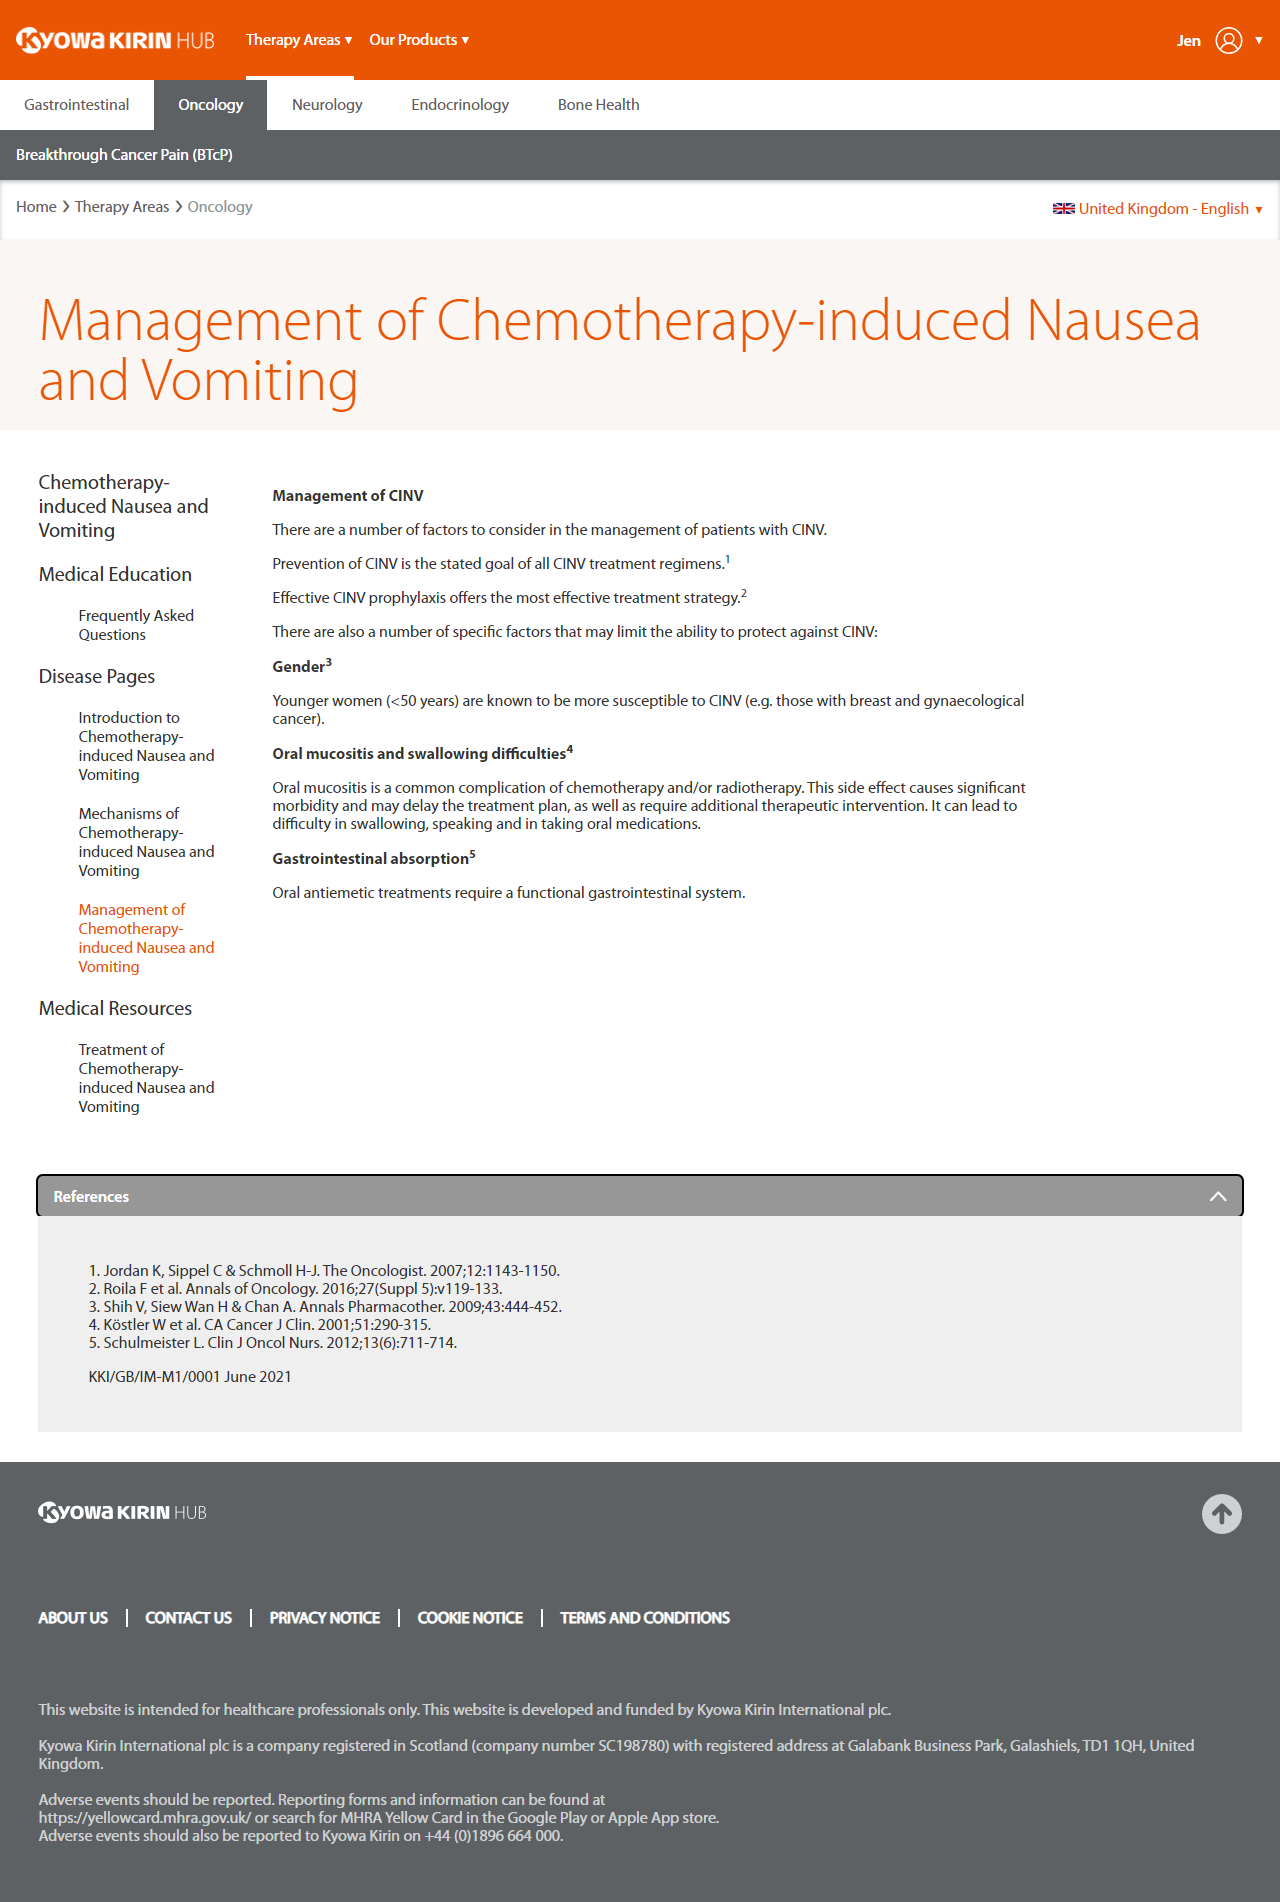 KYOWA KIRIN HUB
Therapy Areas ▼ Our Products ▼
Jen ▼
Gastrointestinal Oncology Neurology Endocrinology Bone Health
Breakthrough Cancer Pain (BTcP)
Home > Therapy Areas > Oncology
United Kingdom - English ▼
Management of Chemotherapy-induced Nausea
and Vomiting
Chemotherapy-
induced Nausea and
Vomiting
Medical Education
Frequently Asked
Questions
Disease Pages
Introduction to
Chemotherapy-
induced Nausea and
Vomiting
Mechanisms of
Chemotherapy-
induced Nausea and
Vomiting
Management of
Chemotherapy-
induced Nausea and
Vomiting
Medical Resources
Treatment of
Chemotherapy-
induced Nausea and
Vomiting
Management of CINV
There are a number of factors to consider in the management of patients with CINV.
Prevention of CINV is the stated goal of all CINV treatment regimens.¹
Effective CINV prophylaxis offers the most effective treatment strategy.²
There are also a number of specific factors that may limit the ability to protect against CINV:
Gender³
Younger women (<50 years) are known to be more susceptible to CINV (e.g. those with breast and gynaecological
cancer).
Oral mucositis and swallowing difficulties⁴
Oral mucositis is a common complication of chemotherapy and/or radiotherapy. This side effect causes significant
morbidity and may delay the treatment plan, as well as require additional therapeutic intervention. It can lead to
difficulty in swallowing, speaking and in taking oral medications.
Gastrointestinal absorption⁵
Oral antiemetic treatments require a functional gastrointestinal system.
References
1. Jordan K, Sippel C & Schmoll H-J. The Oncologist. 2007;12:1143-1150.
2. Roila F et al. Annals of Oncology. 2016;27(Suppl 5):v119-133.
3. Shih V, Siew Wan H & Chan A. Annals Pharmacother. 2009;43:444-452.
4. Köstler W et al. CA Cancer J Clin. 2001;51:290-315.
5. Schulmeister L. Clin J Oncol Nurs. 2012;13(6):711-714.
KKI/GB/IM-M1/0001 June 2021
KYOWA KIRIN HUB
ABOUT US | CONTACT US | PRIVACY NOTICE | COOKIE NOTICE | TERMS AND CONDITIONS
This website is intended for healthcare professionals only. This website is developed and funded by Kyowa Kirin International plc.
Kyowa Kirin International plc is a company registered in Scotland (company number SC198780) with registered address at Galabank Business Park, Galashiels, TD1 1QH, United
Kingdom.
Adverse events should be reported. Reporting forms and information can be found at
https://yellowcard.mhra.gov.uk/ or search for MHRA Yellow Card in the Google Play or Apple App store.
Adverse events should also be reported to Kyowa Kirin on +44 (0)1896 664 000.